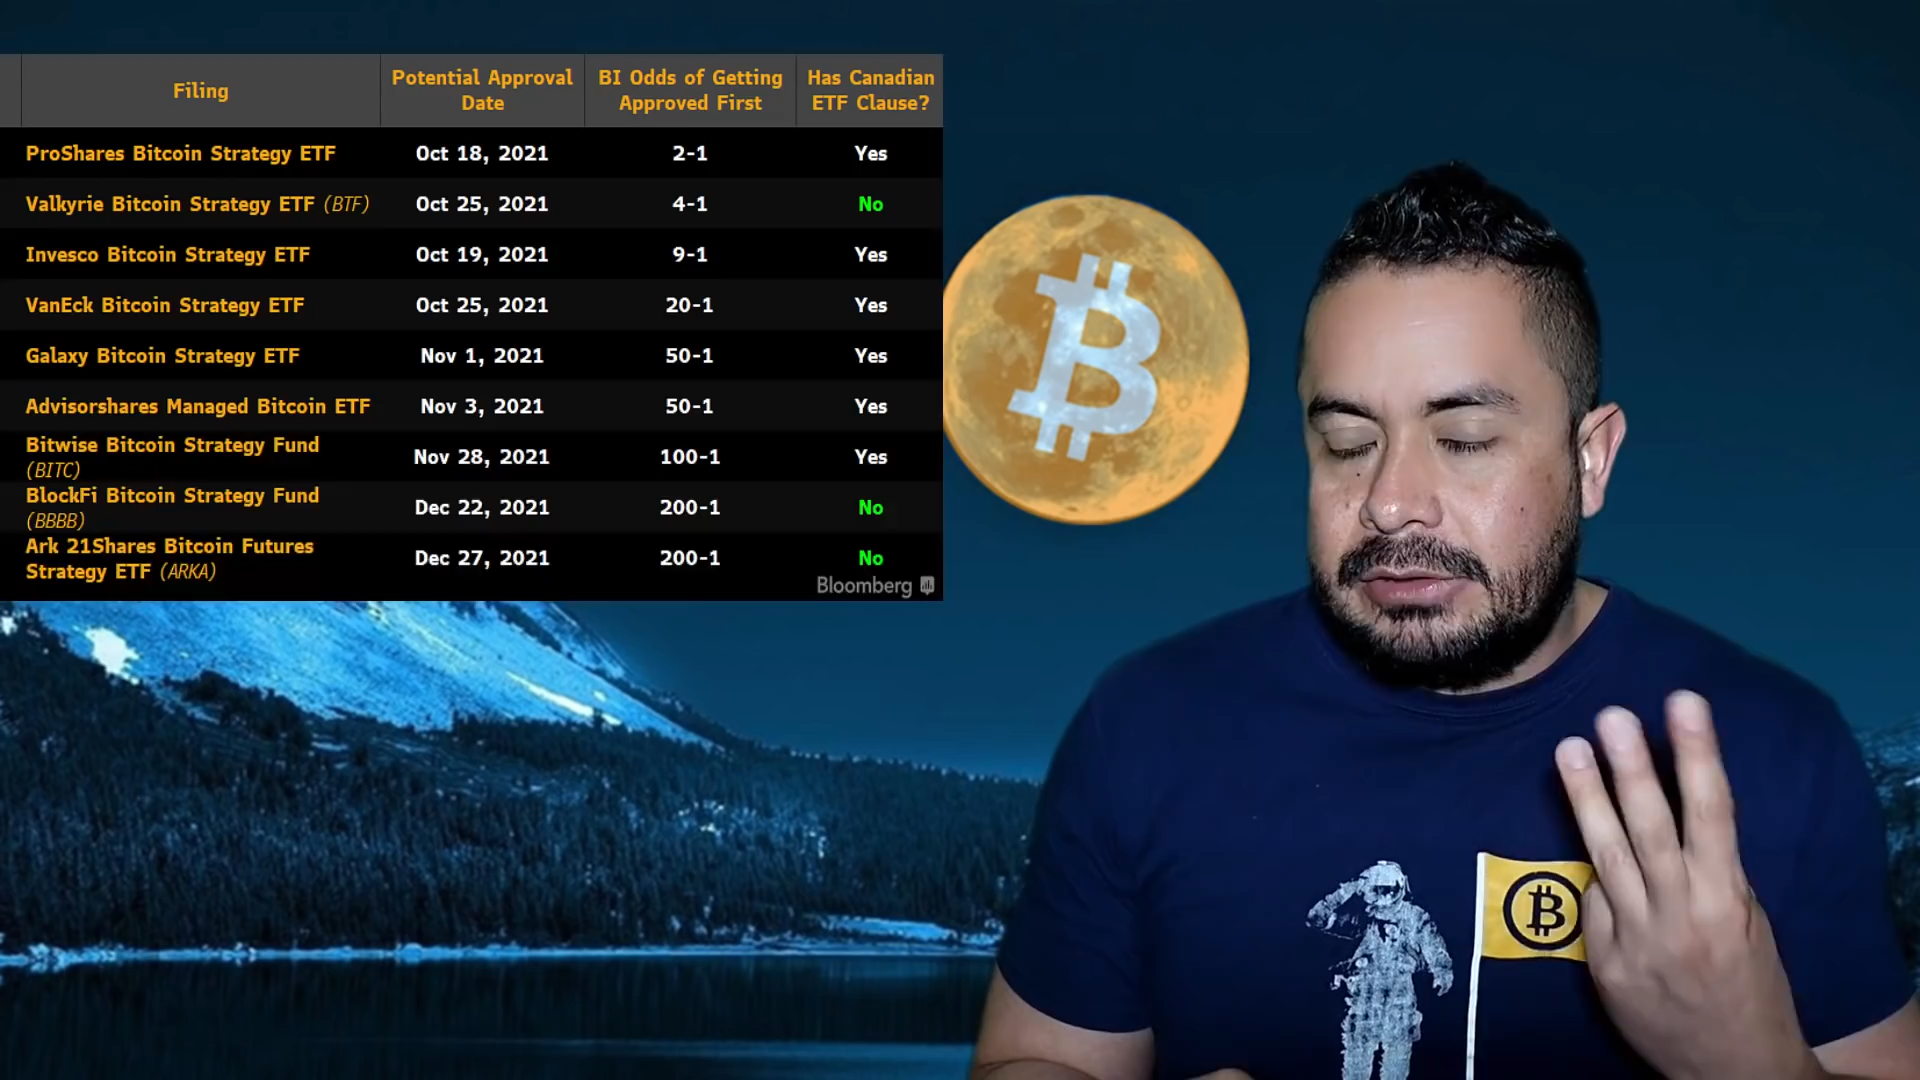 Filing
Potential Approval
Date
BI Odds of Getting
Approved First
Has Canadian
ETF Clause?
ProShares Bitcoin Strategy ETF Oct 18, 2021 2-1 Yes
Valkyrie Bitcoin Strategy ETF (BTF) Oct 25, 2021 4-1 No
Invesco Bitcoin Strategy ETF Oct 19, 2021 9-1 Yes
VanEck Bitcoin Strategy ETF Oct 25, 2021 20-1 Yes
Galaxy Bitcoin Strategy ETF Nov 1, 2021 50-1 Yes
Advisorshares Managed Bitcoin ETF Nov 3, 2021 50-1 Yes
Bitwise Bitcoin Strategy Fund
(BITC) Nov 28, 2021 100-1 Yes
BlockFi Bitcoin Strategy Fund
(BBBB) Dec 22, 2021 200-1 No
Ark 21Shares Bitcoin Futures
Strategy ETF (ARKA) Dec 27, 2021 200-1 No
Bloomberg